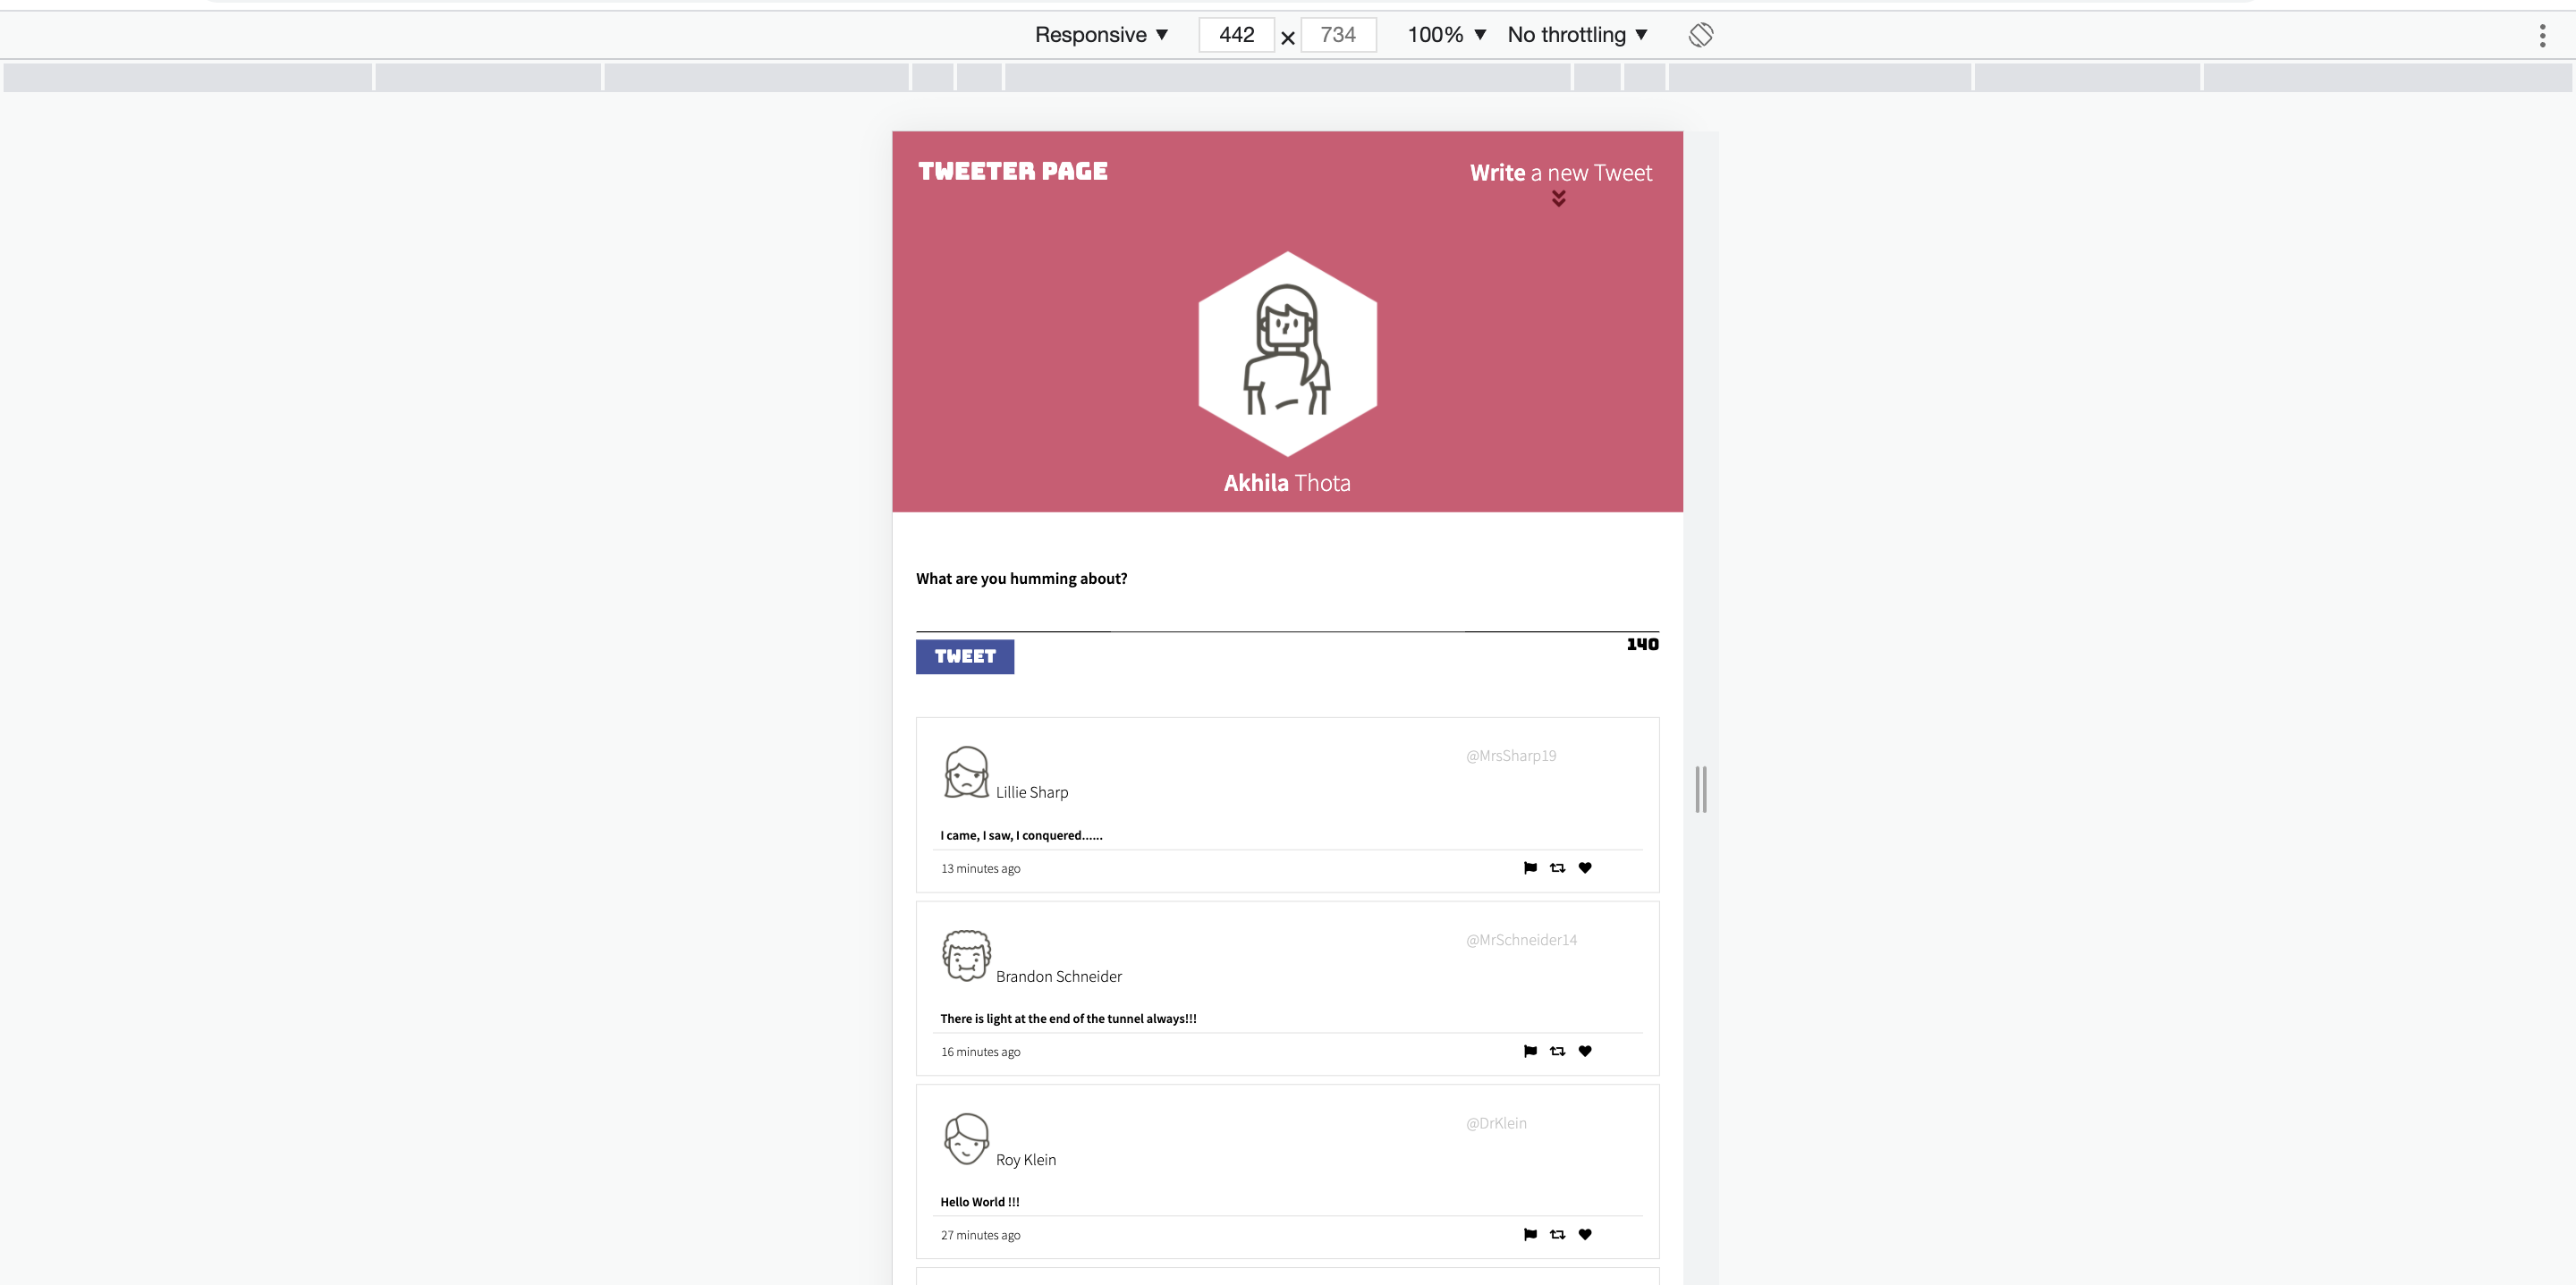 Responsive ▼ 442 × 734 100% ▼ No throttling ▼
TWEETER PAGE
Write a new Tweet
Akhila Thota
What are you humming about?
TWEET
140
@MrsSharp19
Lillie Sharp
I came, I saw, I conquered......
13 minutes ago
@MrSchneider14
Brandon Schneider
There is light at the end of the tunnel always!!!
16 minutes ago
@DrKlein
Roy Klein
Hello World !!!
27 minutes ago